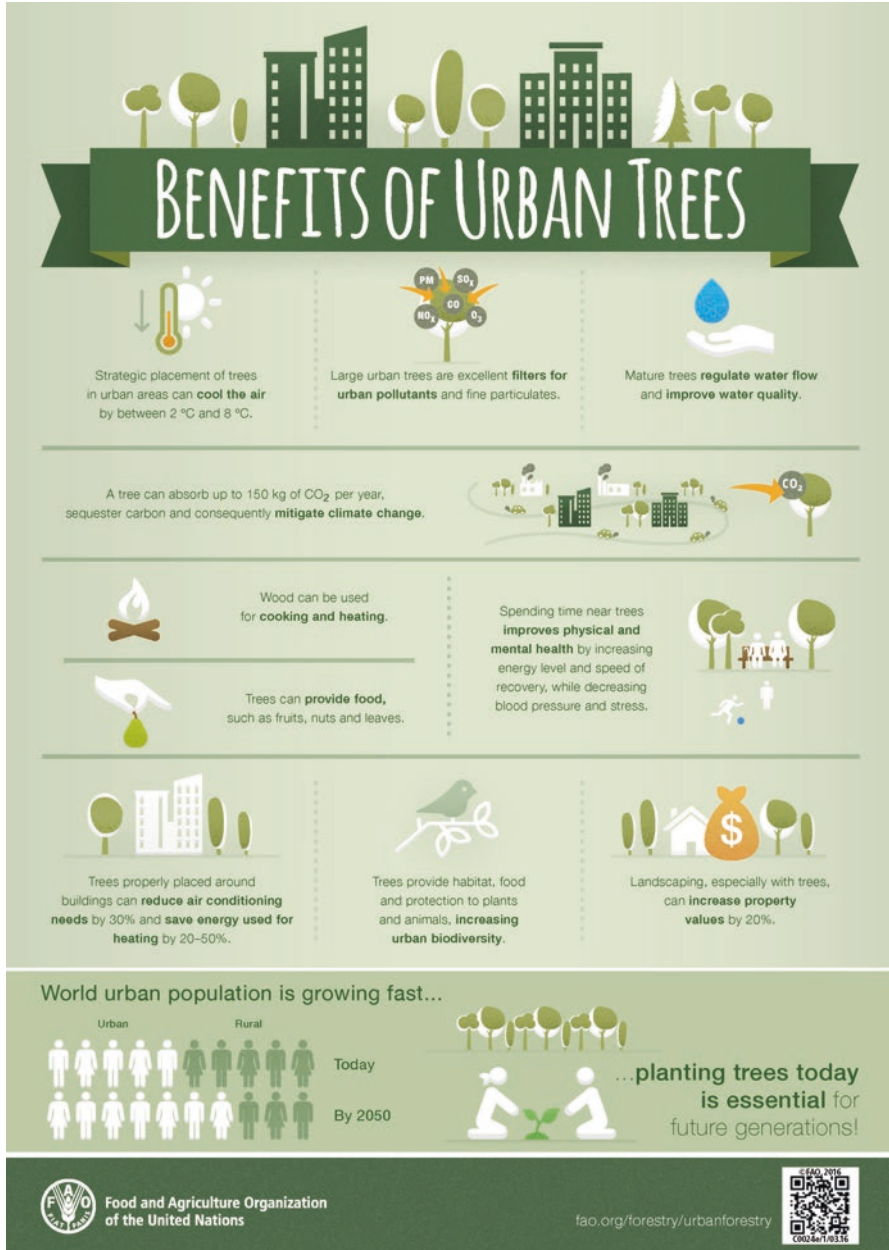 BENEFITS OF URBAN TREES
PM
SOX
NOX
CO
O3
Strategic placement of trees
in urban areas can cool the air
by between 2 ºC and 8 ºC.
Large urban trees are excellent filters for
urban pollutants and fine particulates.
Mature trees regulate water flow
and improve water quality.
A tree can absorb up to 150 kg of CO2 per year,
sequester carbon and consequently mitigate climate change.
CO2
Wood can be used
for cooking and heating.
Trees can provide food,
such as fruits, nuts and leaves.
Spending time near trees
improves physical and
mental health by increasing
energy level and speed of
recovery, while decreasing
blood pressure and stress.
$
Trees properly placed around
buildings can reduce air conditioning
needs by 30% and save energy used for
heating by 20–50%.
Trees provide habitat, food
and protection to plants
and animals, increasing
urban biodiversity.
Landscaping, especially with trees,
can increase property
values by 20%.
World urban population is growing fast...
Urban
Rural
Today
By 2050
...planting trees today
is essential for
future generations!
F A O
FIAT PANIS
Food and Agriculture Organization
of the United Nations
fao.org/forestry/urbanforestry
©FAO, 2016
C0024e/1/03.16